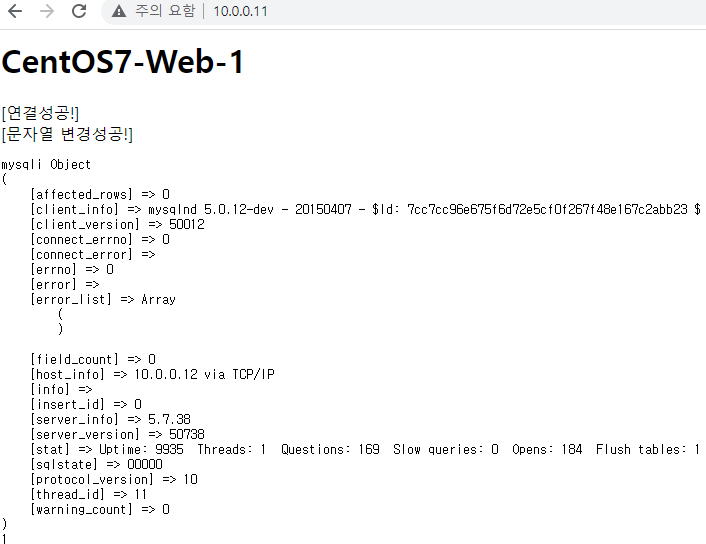 주의 요함 10.0.0.11
CentOS7-Web-1
[연결성공!]
[문자열 변경성공!]
mysqli Object
(
    [affected_rows] => 0
    [client_info] => mysqlnd 5.0.12-dev - 20150407 - $Id: 7cc7cc96e675f6d72e5cf0f267f48e167c2abb23 $
    [client_version] => 50012
    [connect_errno] => 0
    [connect_error] =>
    [errno] => 0
    [error] =>
    [error_list] => Array
        (
        )
    [field_count] => 0
    [host_info] => 10.0.0.12 via TCP/IP
    [info] =>
    [insert_id] => 0
    [server_info] => 5.7.38
    [server_version] => 50738
    [stat] => Uptime: 9935  Threads: 1  Questions: 169  Slow queries: 0  Opens: 184  Flush tables: 1
    [sqlstate] => 00000
    [protocol_version] => 10
    [thread_id] => 11
    [warning_count] => 0
)
1